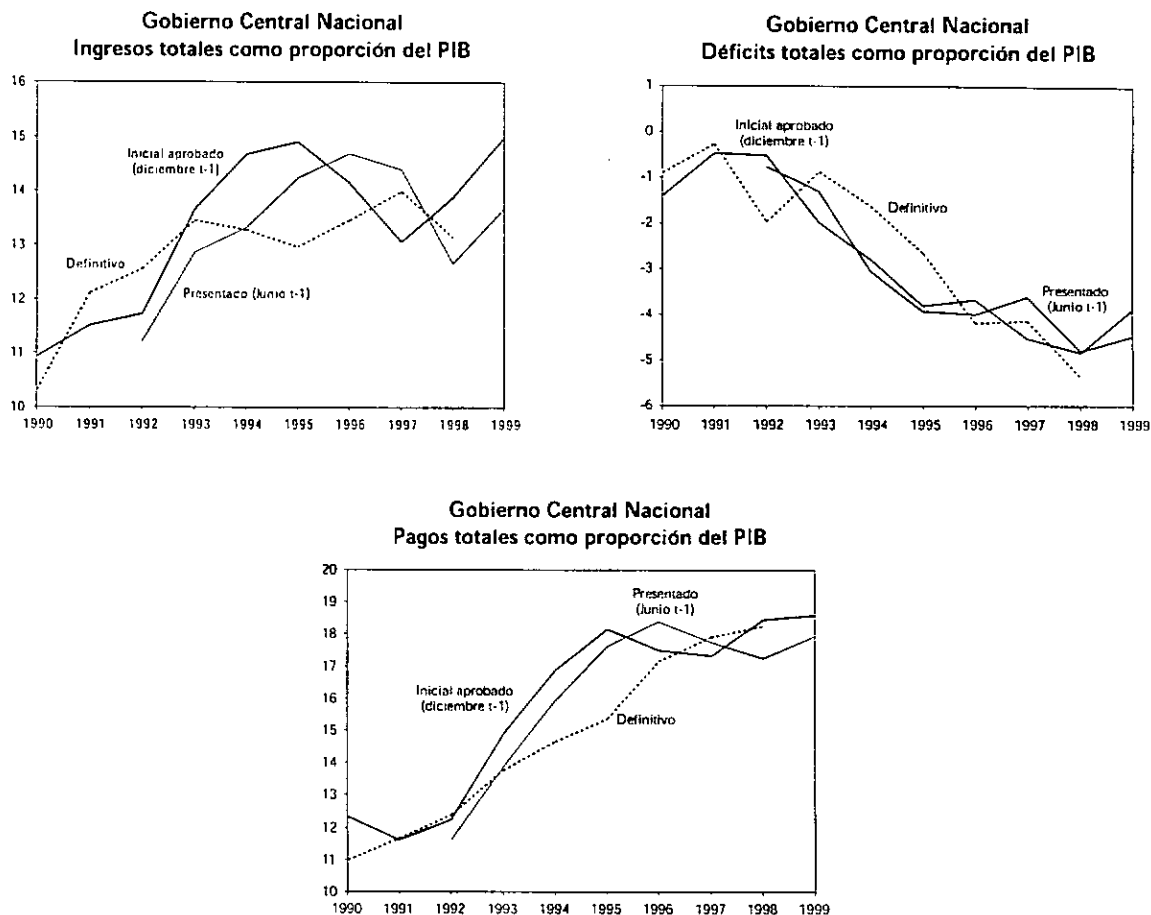 Gobierno Central Nacional
Ingresos totales como proporción del PIB
16
15
14
13
12
11
10
Inicial aprobado
(diciembre t-1)
Definitivo
Presentaco (Junio t-1)
1990 1991 1992 1993 1994 1995 1996 1997 1998 1999
Gobierno Central Nacional
Déficits totales como proporción del PIB
1
0
-1
-2
-3
-4
-5
-6
Inicial aprobado
(diciembre t-1)
Definitivo
Presentado
(Junio t-1)
1990 1991 1992 1993 1994 1995 1996 1997 1998 1999
Gobierno Central Nacional
Pagos totales como proporción del PIB
20
19
18
17
16
15
14
13
12
11
10
Presentado
(Junio t-1)
Inicial aprobado
(diciembre t-1)
Definitivo
1990 1991 1992 1993 1994 1995 1996 1997 1998 1999